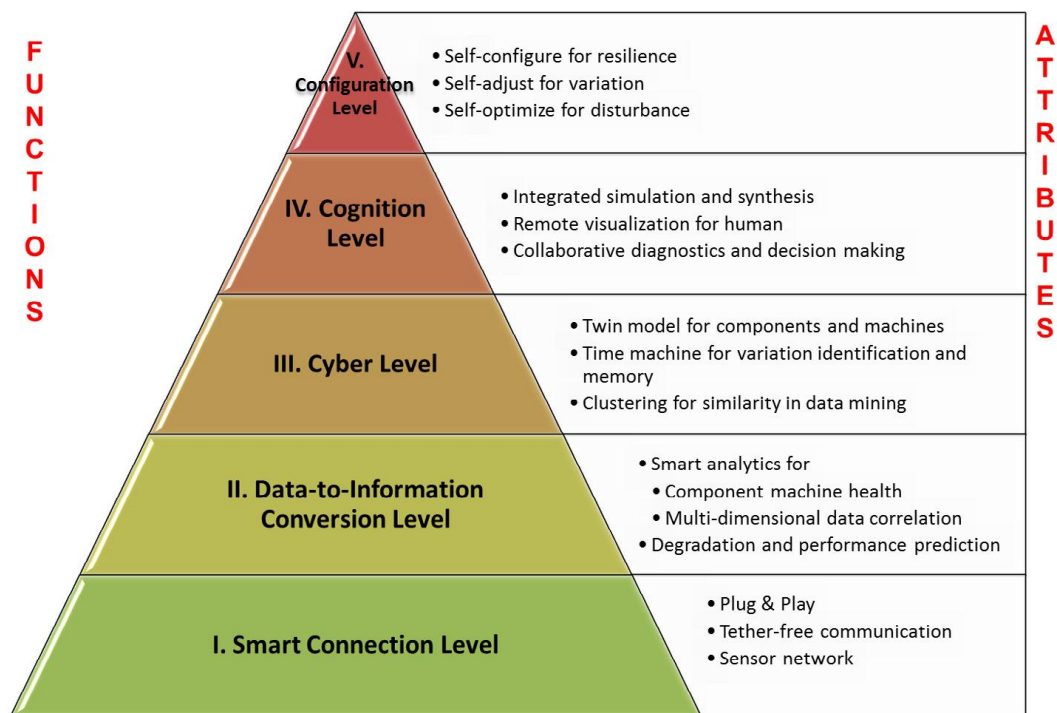 FUNCTIONS
ATTRIBUTES
V.
Configuration
Level
• Self-configure for resilience
• Self-adjust for variation
• Self-optimize for disturbance
IV. Cognition
Level
• Integrated simulation and synthesis
• Remote visualization for human
• Collaborative diagnostics and decision making
III. Cyber Level
• Twin model for components and machines
• Time machine for variation identification and
memory
• Clustering for similarity in data mining
II. Data-to-Information
Conversion Level
• Smart analytics for
• Component machine health
• Multi-dimensional data correlation
• Degradation and performance prediction
I. Smart Connection Level
• Plug & Play
• Tether-free communication
• Sensor network